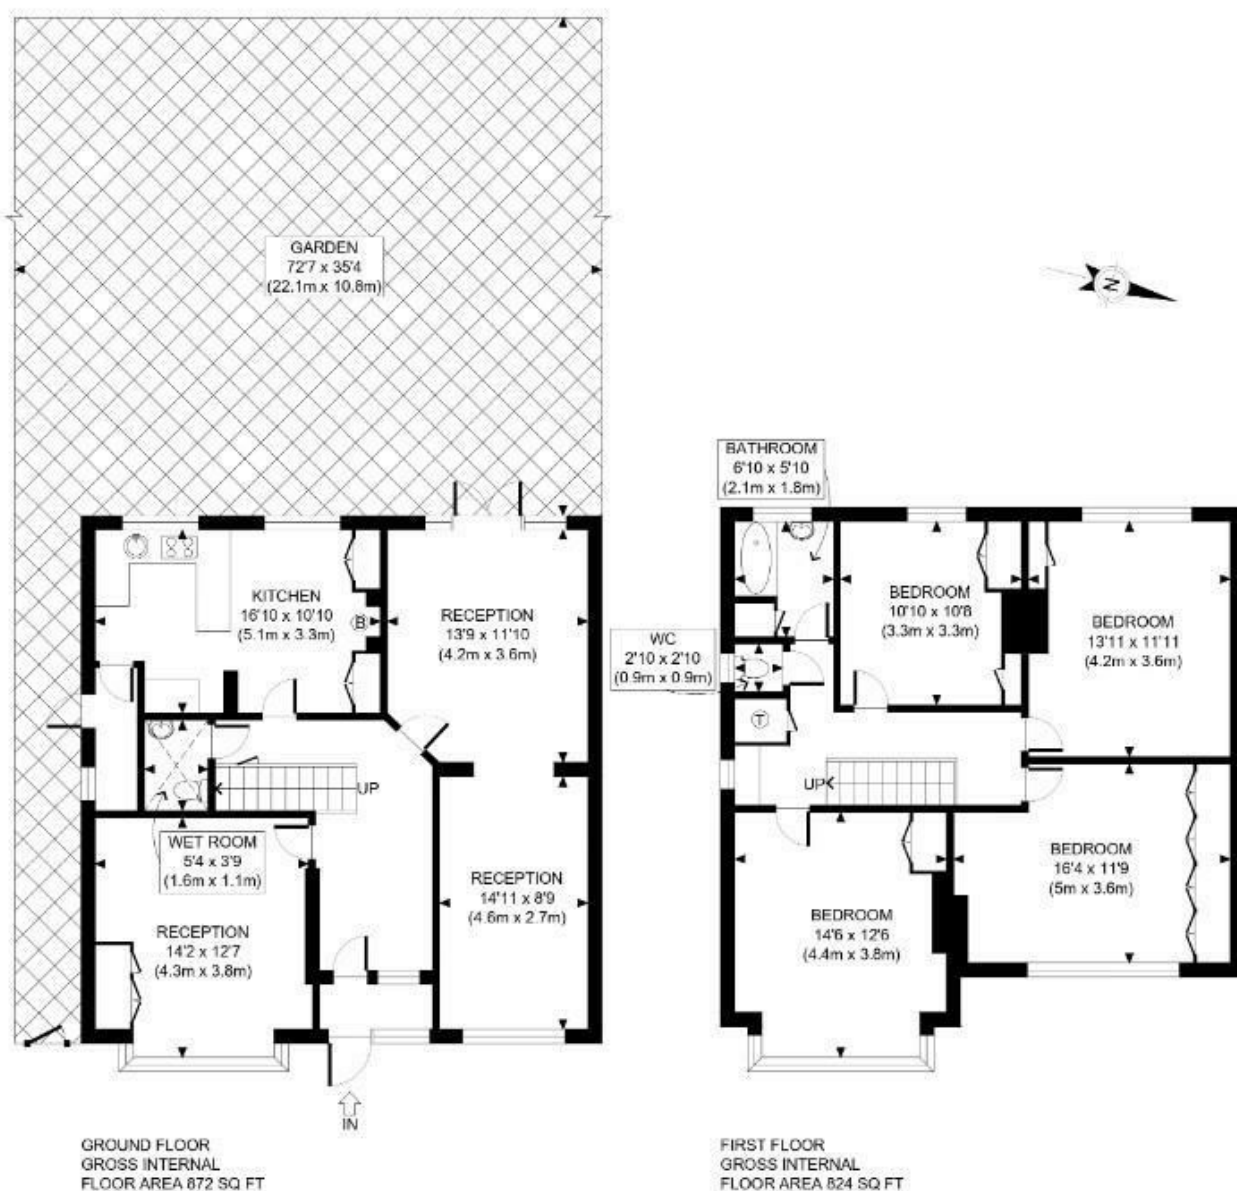 GARDEN
72'7 x 35'4
(22.1m x 10.8m)
N
BATHROOM
6'10 x 5'10
(2.1m x 1.8m)
KITCHEN
16'10 x 10'10
(5.1m x 3.3m)
B
RECEPTION
13'9 x 11'10
(4.2m x 3.6m)
WC
2'10 x 2'10
(0.9m x 0.9m)
BEDROOM
10'10 x 10'8
(3.3m x 3.3m)
BEDROOM
13'11 x 11'11
(4.2m x 3.6m)
T
UP
UP
WET ROOM
5'4 x 3'9
(1.6m x 1.1m)
RECEPTION
14'2 x 12'7
(4.3m x 3.8m)
RECEPTION
14'11 x 8'9
(4.6m x 2.7m)
BEDROOM
14'6 x 12'6
(4.4m x 3.8m)
BEDROOM
16'4 x 11'9
(5m x 3.6m)
IN
GROUND FLOOR
GROSS INTERNAL
FLOOR AREA 872 SQ FT
FIRST FLOOR
GROSS INTERNAL
FLOOR AREA 824 SQ FT